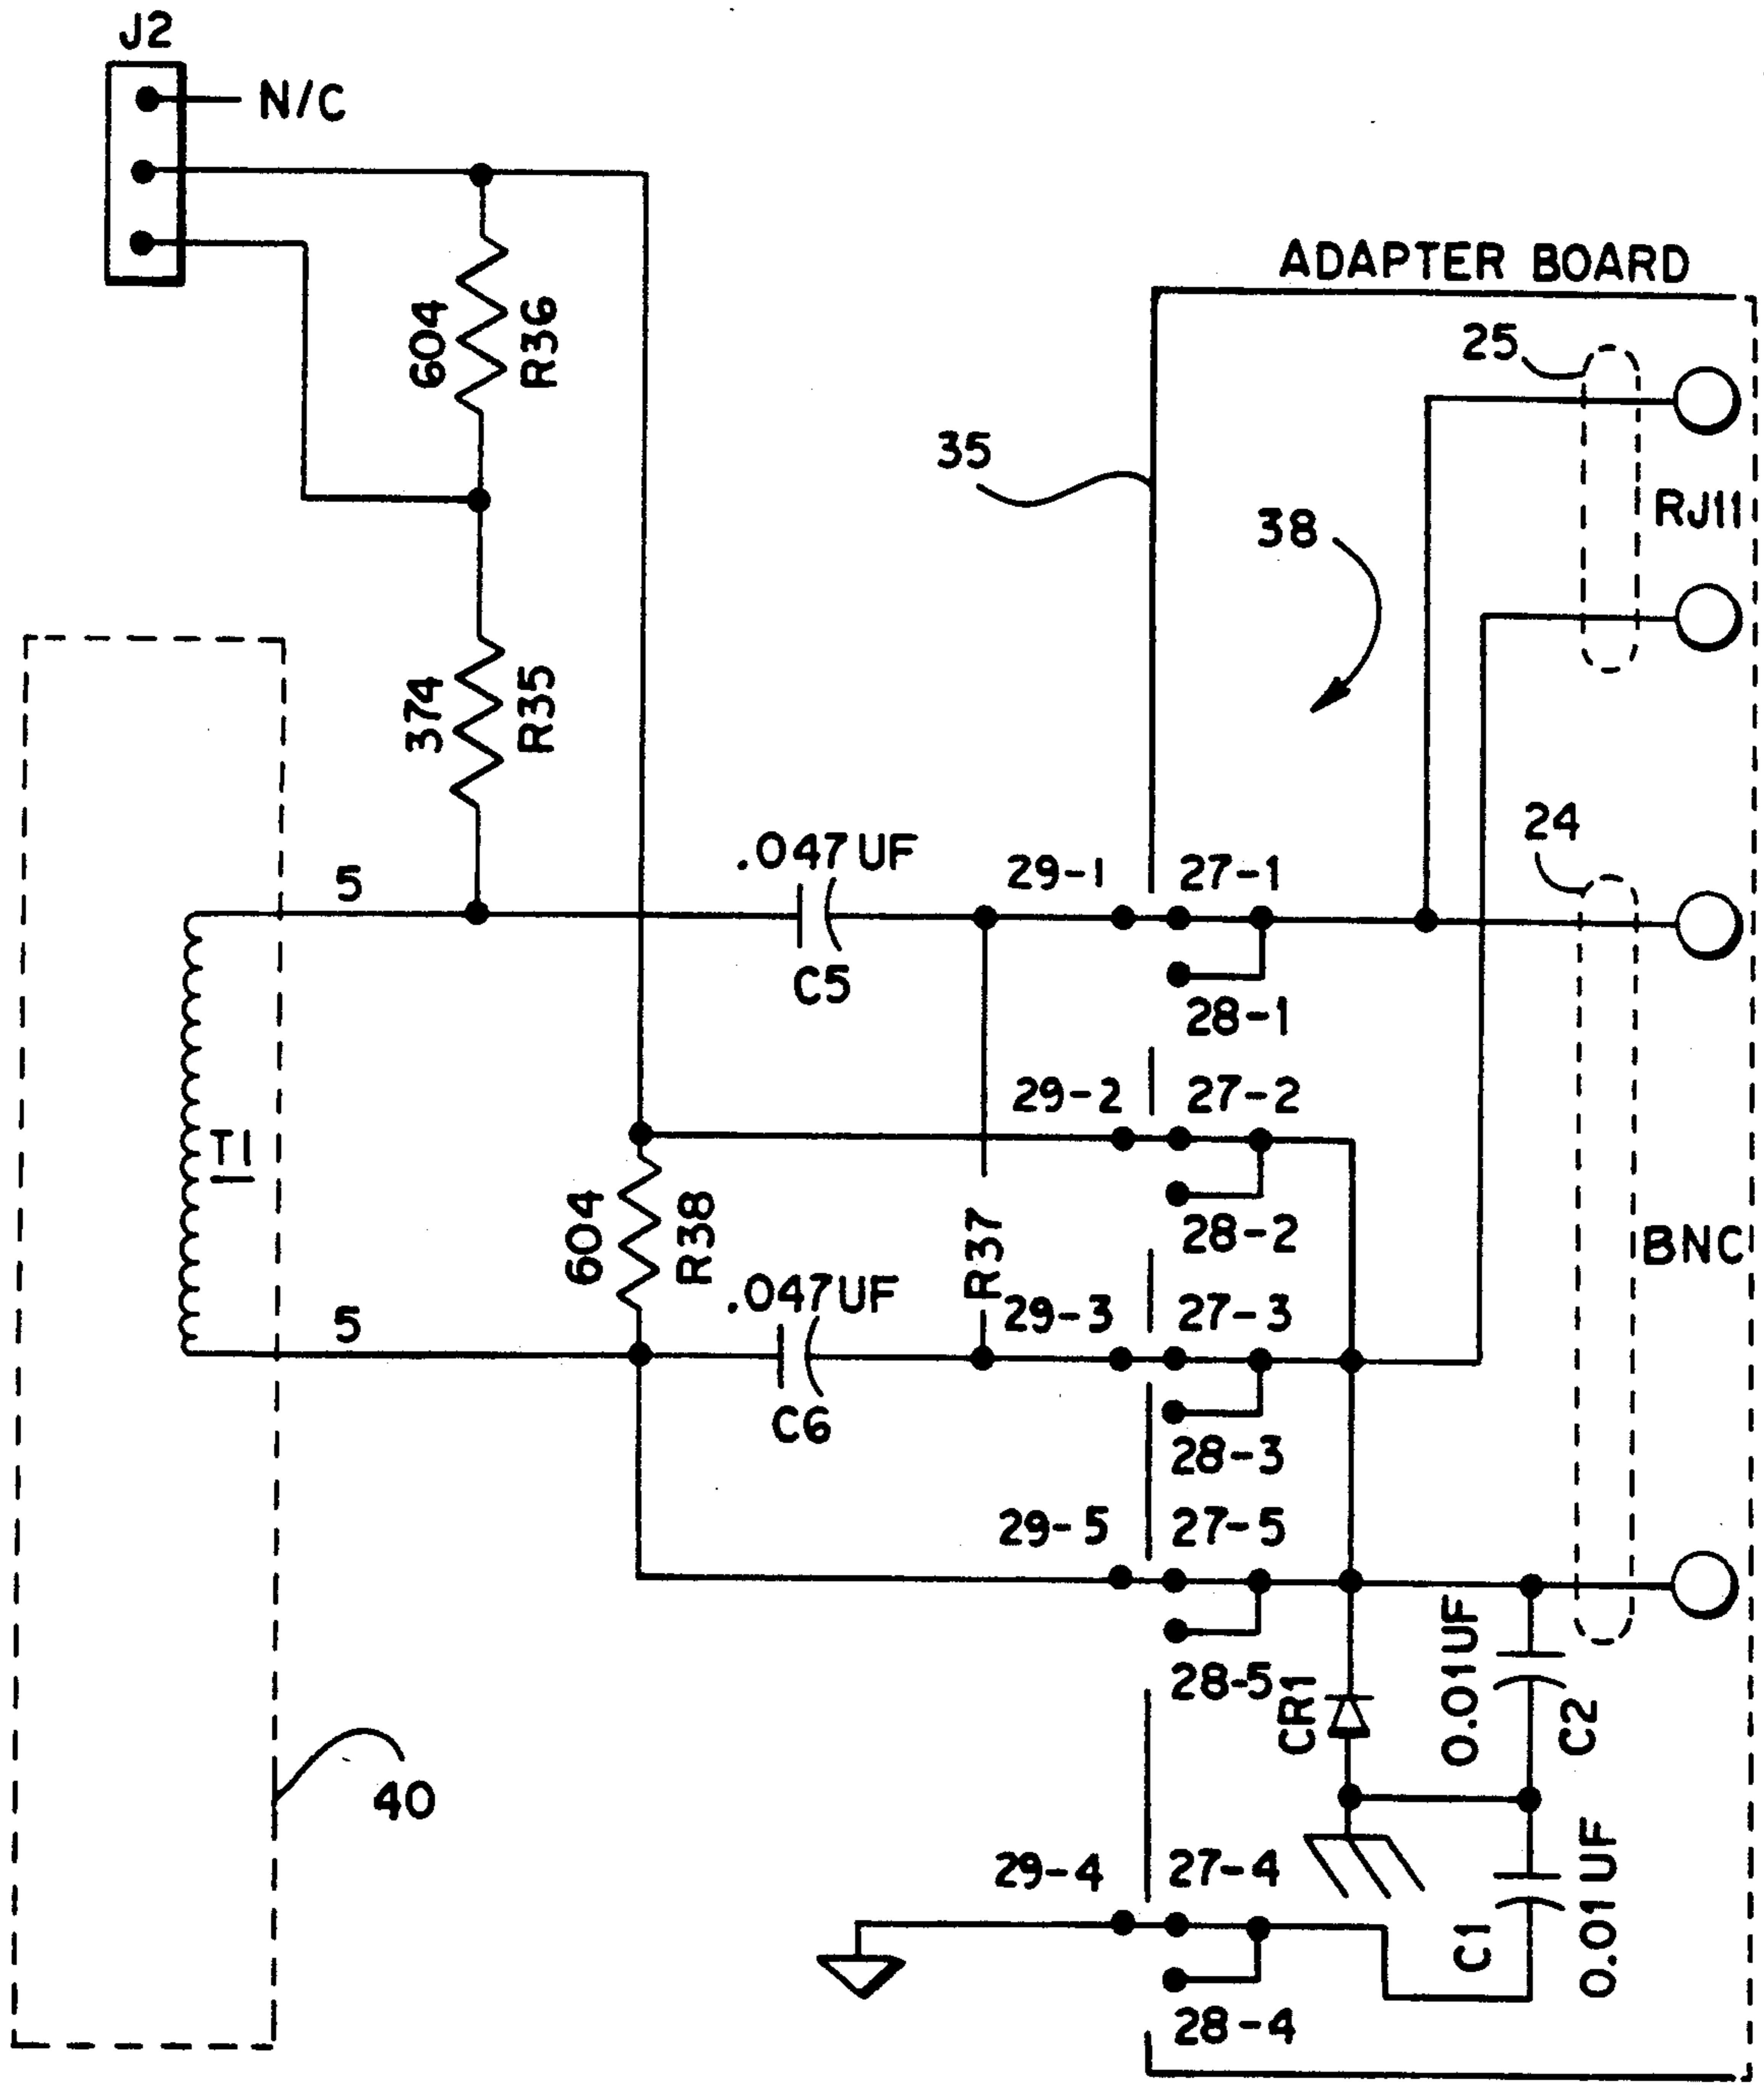 J2
N/C
ADAPTER BOARD
604
R36
25
35
38
RJ11
374
R35
24
5
.047UF
29-1
27-1
C5
28-1
29-2
27-2
T1
604
R38
R37
28-2
BNC
5
.047UF
29-3
27-3
C6
28-3
29-5
27-5
28-5
CR1
0.01UF
C2
40
29-4
27-4
C1
0.01UF
28-4